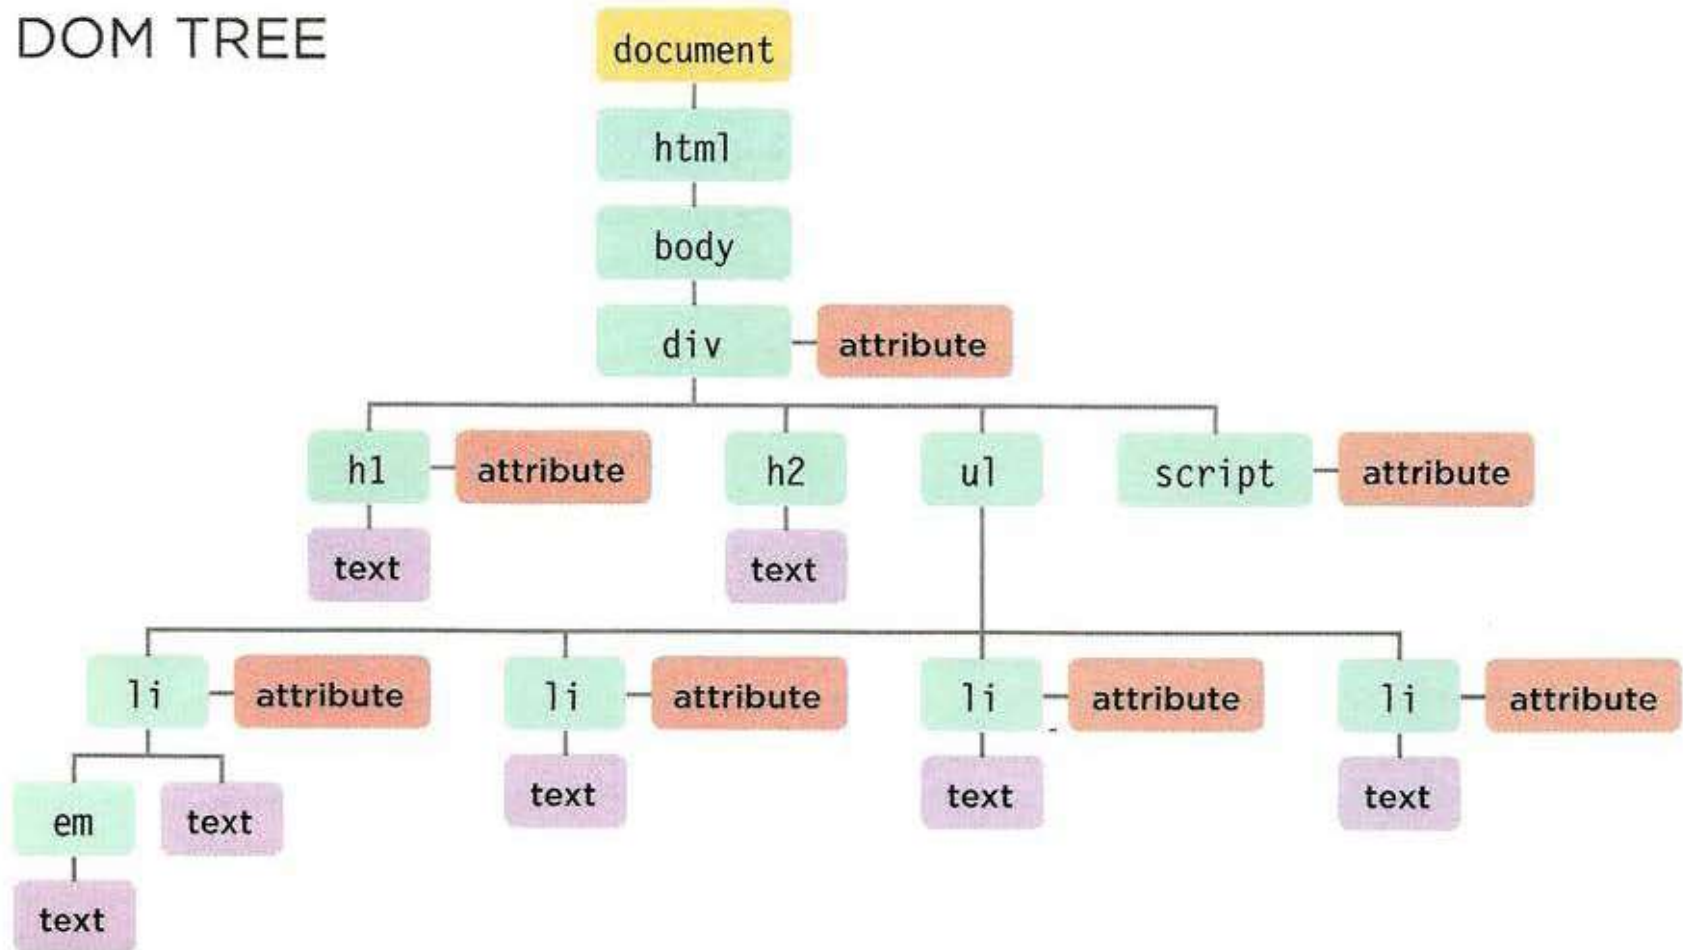 DOM TREE
document
html
body
div attribute
h1 attribute h2 ul script attribute
text text
li attribute li attribute li attribute li attribute
text text text
em text
text